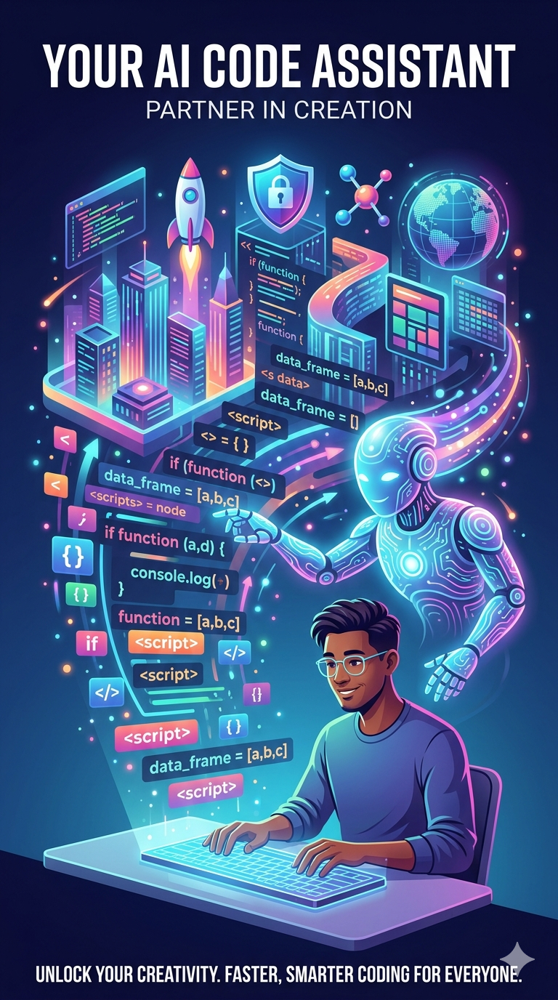 YOUR AI CODE ASSISTANT
PARTNER IN CREATION
<<
if (function {
);
}
}
function {
}
data_frame = [a,b,c]
<s data>
data_frame = []
<script>
<> = { }
if (function (<>)
data_frame = [a,b,c]
<scripts> = node
<
<
;
if function (a,d) {
{}
console.log( )
}
{}
function = [a,b,c]
if
<script>
</>
<script>
</>
{}
<script>
{}
data_frame = [a,b,c]
<script>
UNLOCK YOUR CREATIVITY. FASTER, SMARTER CODING FOR EVERYONE.